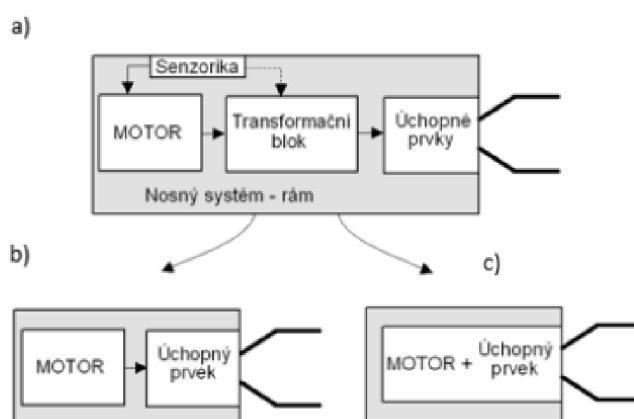 a)
Senzorika
MOTOR
Transformační
blok
Úchopné
prvky
Nosný systém - rám
b)
c)
MOTOR
Úchopný
prvek
MOTOR + Úchopný
prvek